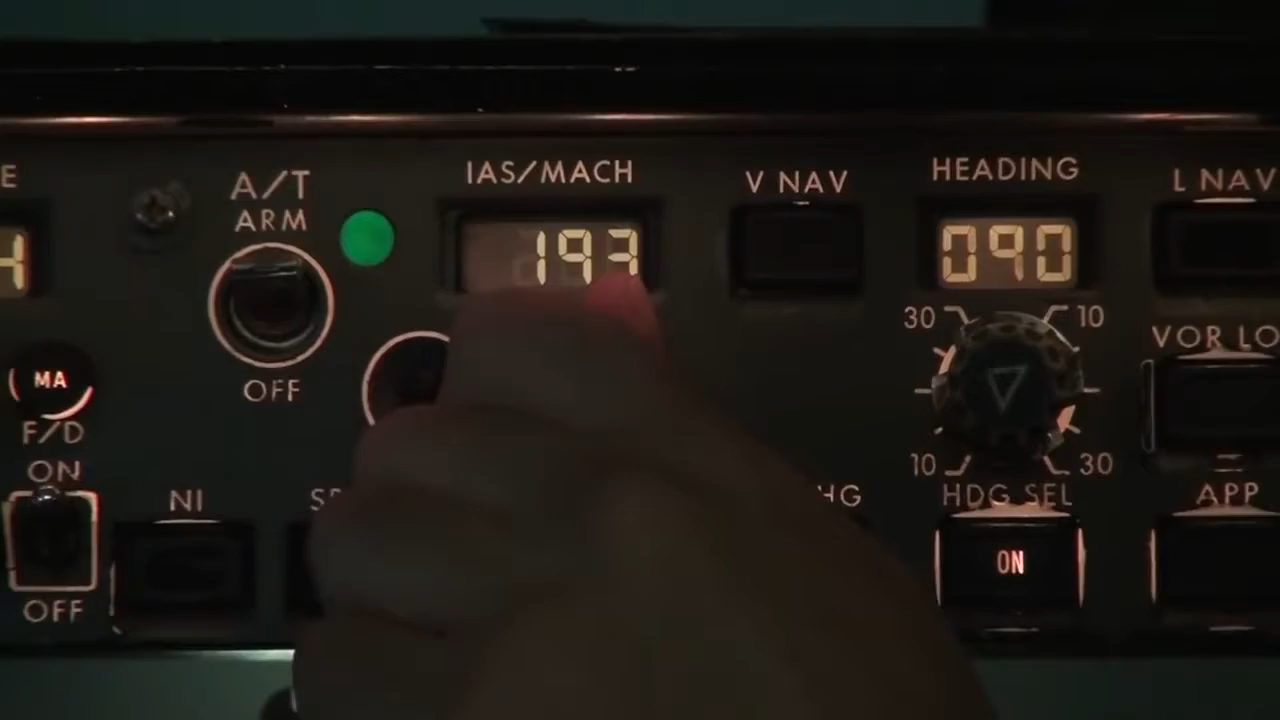 E
A/T
ARM
IAS/MACH
V NAV
HEADING
L NAV
193
090
OFF
30
10
VOR LO
MA
F/D
ON
10
30
NI
HG
HDG SEL
APP
ON
OFF